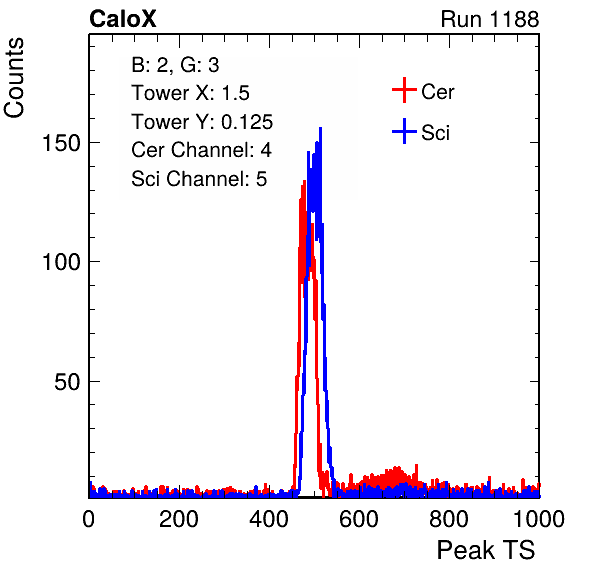 CaloX Run 1188
Counts
B: 2, G: 3
Tower X: 1.5
Tower Y: 0.125
Cer Channel: 4
Sci Channel: 5
Cer
Sci
150
100
50
0 200 400 600 800 1000
Peak TS